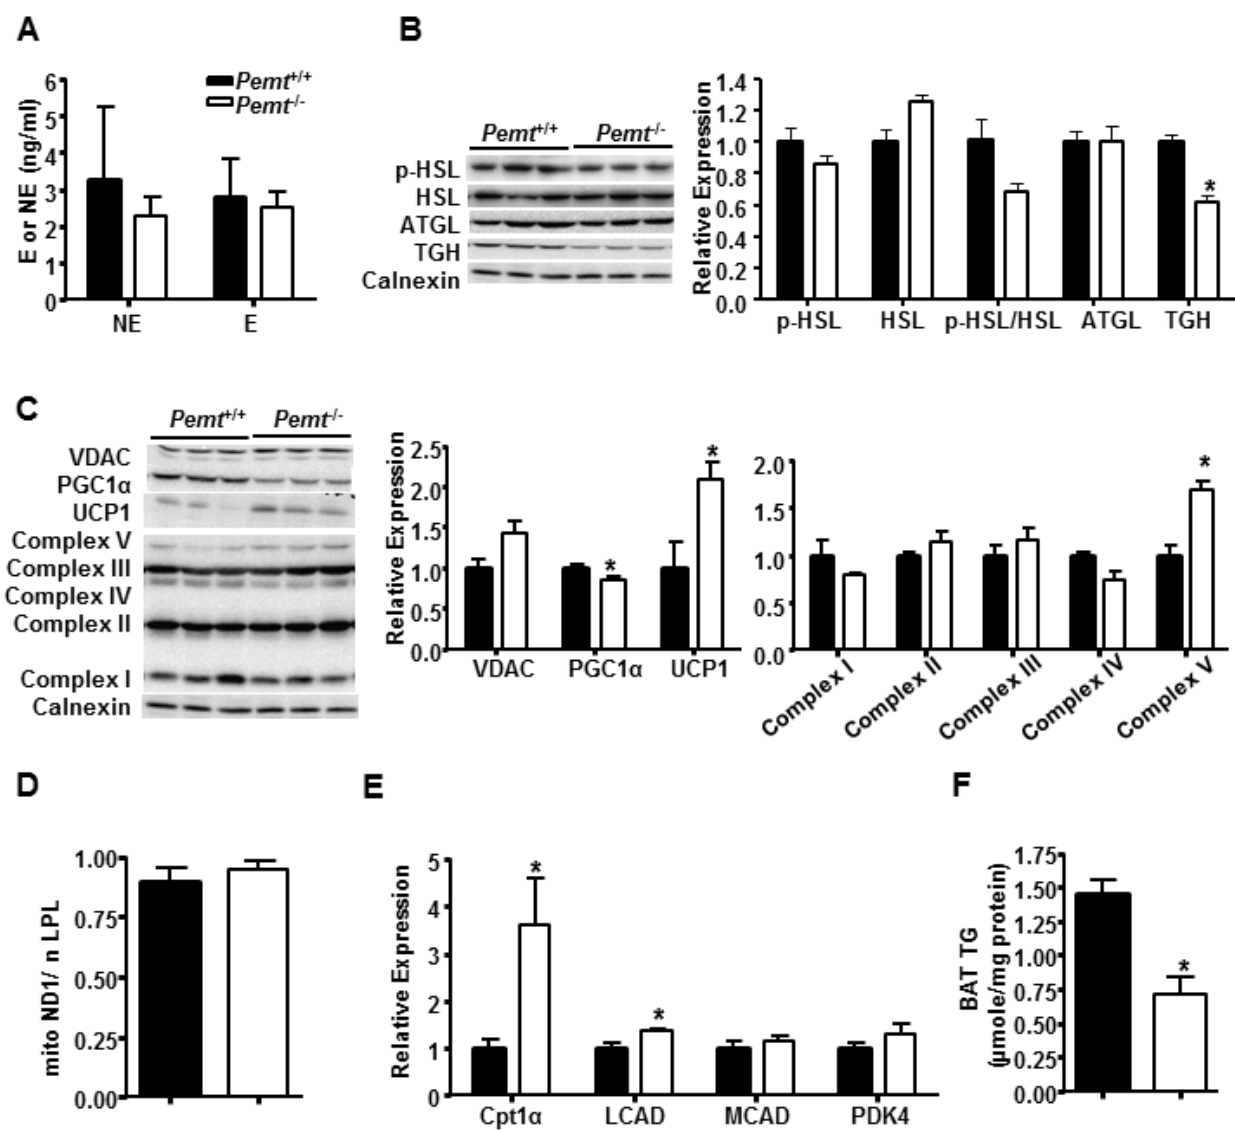 A
E or NE (ng/ml)
6
5
4
3
2
1
0
Pemt+/+
Pemt-/-
NE E
B
Pemt+/+ Pemt-/-
p-HSL
HSL
ATGL
TGH
Calnexin
Relative Expression
1.4
1.2
1.0
0.8
0.6
0.4
0.2
0.0
*
p-HSL HSL p-HSL/HSL ATGL TGH
C
Pemt+/+ Pemt-/-
VDAC
PGC1α
UCP1
Complex V
Complex III
Complex IV
Complex II
Complex I
Calnexin
Relative Expression
2.5
2.0
1.5
1.0
0.5
0.0
*
*
VDAC PGC1α UCP1
2.0
1.5
1.0
0.5
0.0
*
Complex I
Complex II
Complex III
Complex IV
Complex V
D
mito ND1/ n LPL
1.00
0.75
0.50
0.25
0.00
E
Relative Expression
5
4
3
2
1
0
*
*
Cpt1α LCAD MCAD PDK4
F
BAT TG
(µmole/mg protein)
1.75
1.50
1.25
1.00
0.75
0.50
0.25
0.00
*